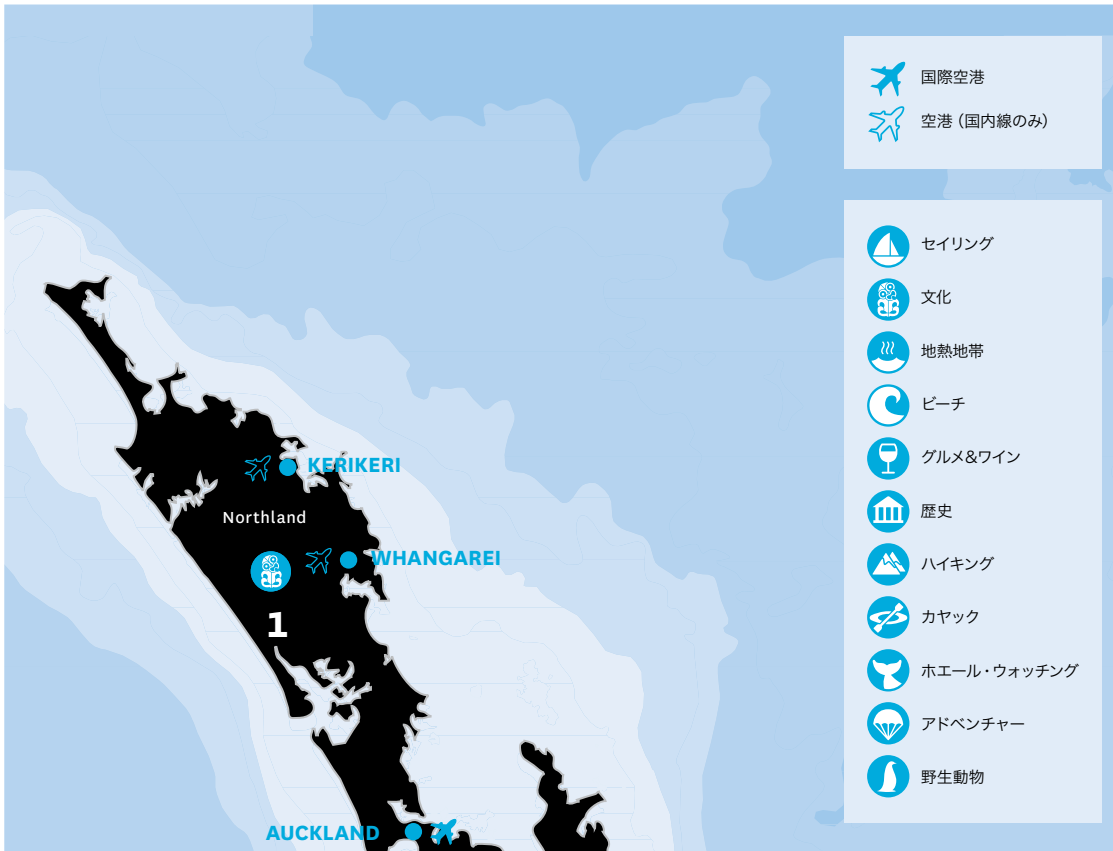 国際空港
空港（国内線のみ）
セイリング
文化
地熱地帯
ビーチ
グルメ&ワイン
歴史
ハイキング
カヤック
ホエール・ウォッチング
アドベンチャー
野生動物
KERIKERI
Northland
WHANGAREI
1
AUCKLAND